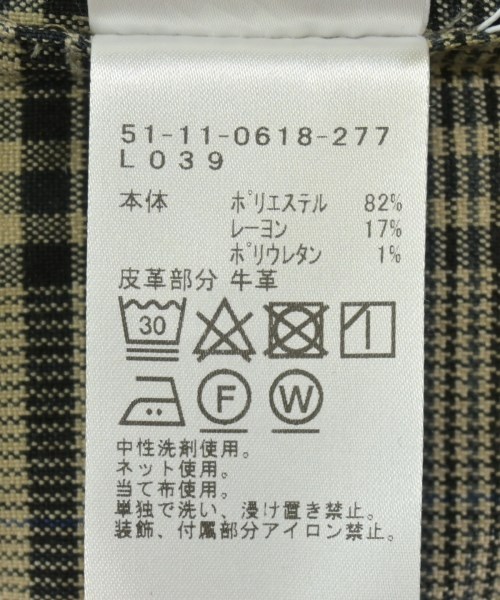 51-11-0618-277
L039
本体 ポリエステル 82%
レーヨン 17%
ポリウレタン 1%
皮革部分 牛革
30
F W
中性洗剤使用。
ネット使用。
当て布使用。
単独で洗い、浸け置き禁止。
装飾、付属部分アイロン禁止。